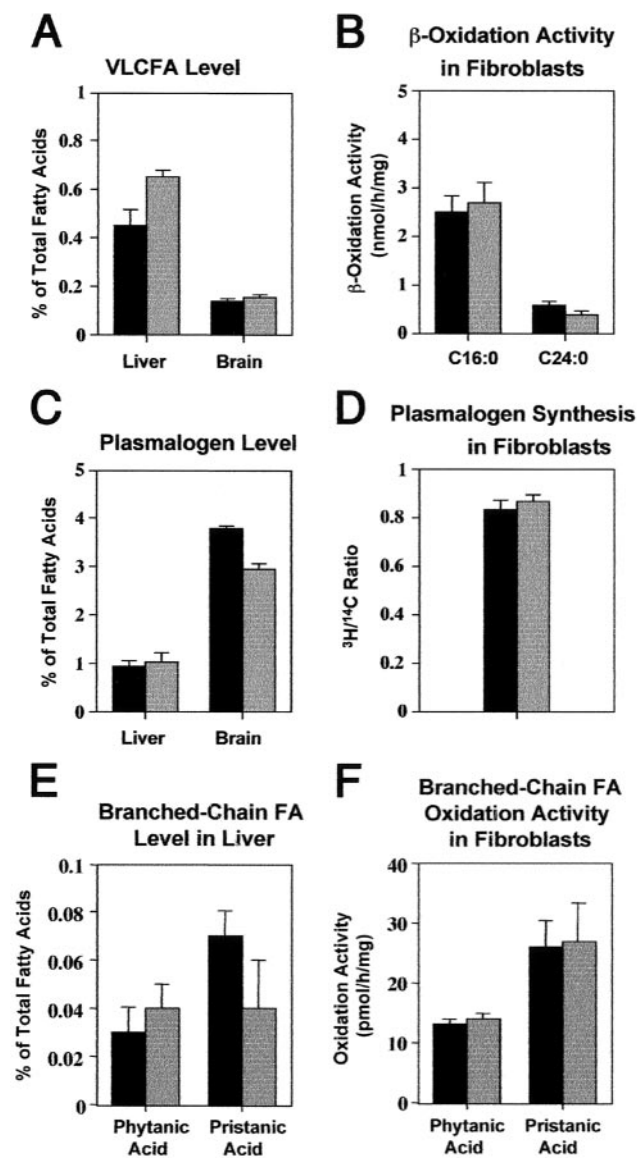 A
VLCFA Level
% of Total Fatty Acids
1
0.8
0.6
0.4
0.2
0
Liver Brain
B
β-Oxidation Activity
in Fibroblasts
β-Oxidation Activity
(nmol/h/mg)
5
4
3
2
1
0
C16:0 C24:0
C
Plasmalogen Level
% of Total Fatty Acids
5
4
3
2
1
0
Liver Brain
D
Plasmalogen Synthesis
in Fibroblasts
³H/¹⁴C Ratio
1
0.8
0.6
0.4
0.2
0
E
Branched-Chain FA
Level in Liver
% of Total Fatty Acids
0.1
0.08
0.06
0.04
0.02
0
Phytanic Pristanic
Acid Acid
F
Branched-Chain FA
Oxidation Activity
in Fibroblasts
Oxidation Activity
(pmol/h/mg)
40
30
20
10
0
Phytanic Pristanic
Acid Acid